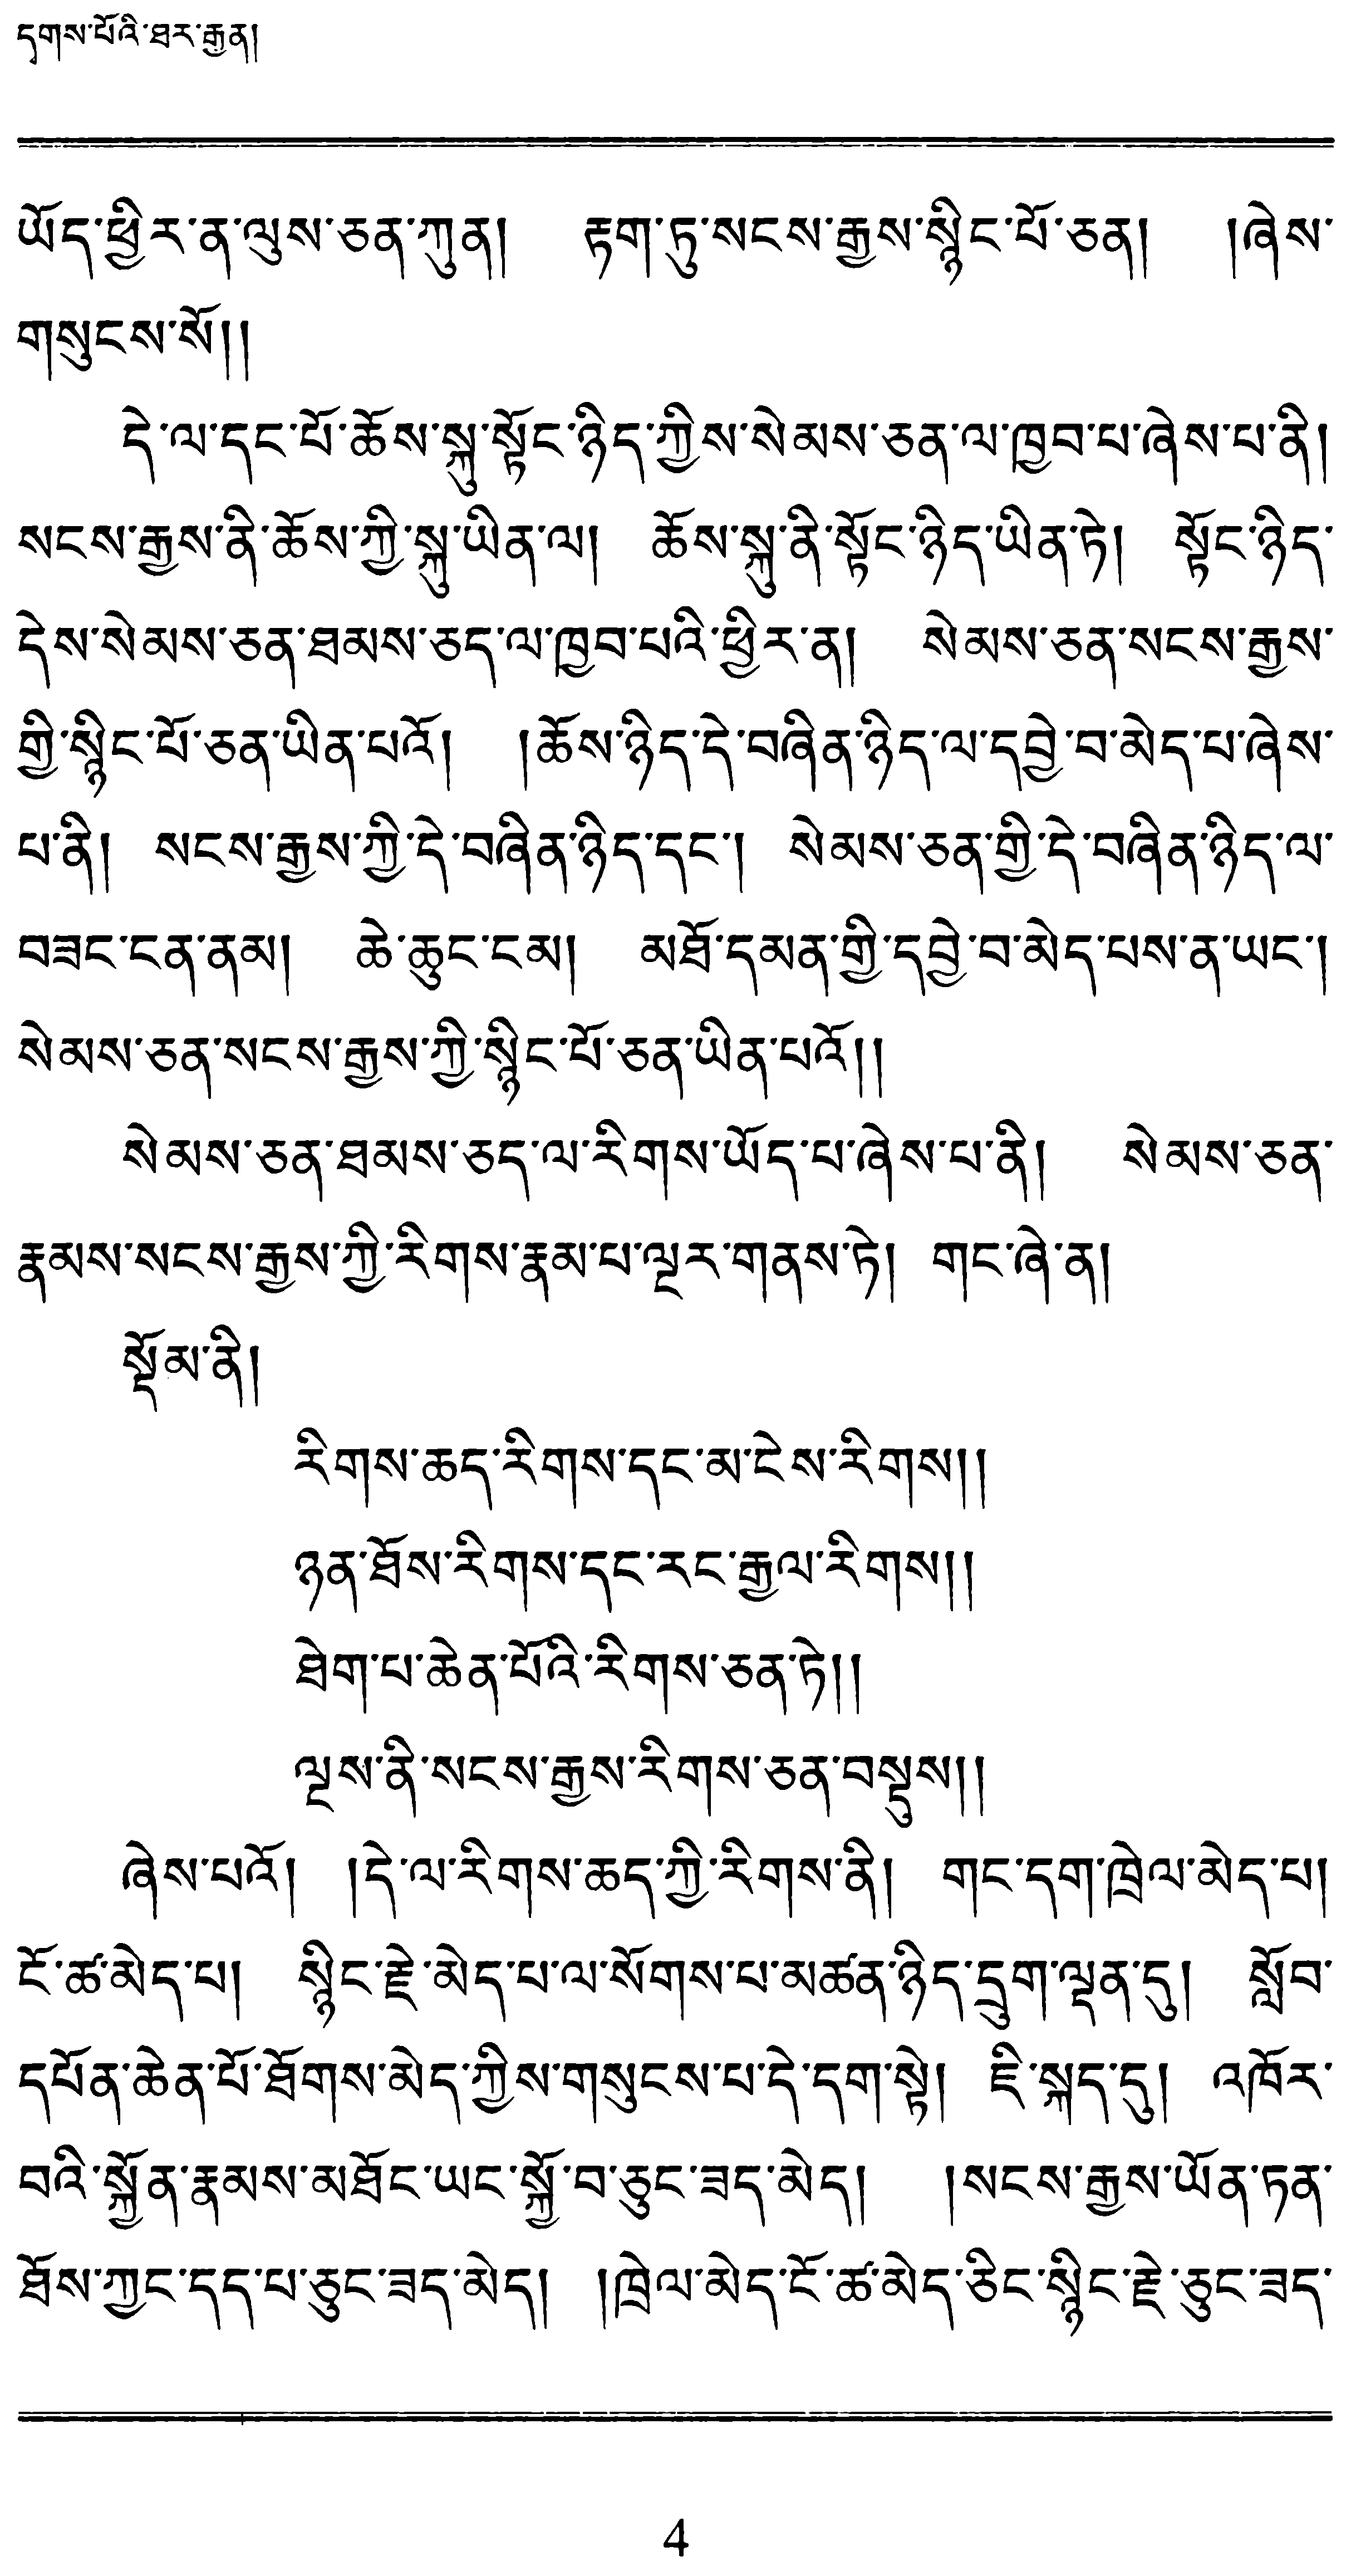 དྭགས་པོའི་ཐར་རྒྱན།
ཡོད་ཕྱིར་ན་ལུས་ཅན་ཀུན། རྟག་ཏུ་སངས་རྒྱས་སྙིང་པོ་ཅན། །ཞེས་
གསུངས་སོ།།
དེ་ལ་དང་པོ་ཆོས་སྐུ་སྟོང་ཉིད་ཀྱིས་སེམས་ཅན་ལ་ཁྱབ་པ་ཞེས་པ་ནི།
སངས་རྒྱས་ནི་ཆོས་ཀྱི་སྐུ་ཡིན་ལ། ཆོས་སྐུ་ནི་སྟོང་ཉིད་ཡིན་ཏེ། སྟོང་ཉིད་
དེས་སེམས་ཅན་ཐམས་ཅད་ལ་ཁྱབ་པའི་ཕྱིར་ན། སེམས་ཅན་སངས་རྒྱས་
གྱི་སྙིང་པོ་ཅན་ཡིན་པའོ། །ཆོས་ཉིད་དེ་བཞིན་ཉིད་ལ་དབྱེ་བ་མེད་པ་ཞེས་
པ་ནི། སངས་རྒྱས་ཀྱི་དེ་བཞིན་ཉིད་དང་། སེམས་ཅན་གྱི་དེ་བཞིན་ཉིད་ལ་
བཟང་ངན་ནམ། ཆེ་ཆུང་ངམ། མཐོ་དམན་གྱི་དབྱེ་བ་མེད་པས་ན་ཡང་།
སེམས་ཅན་སངས་རྒྱས་ཀྱི་སྙིང་པོ་ཅན་ཡིན་པའོ།།
སེམས་ཅན་ཐམས་ཅད་ལ་རིགས་ཡོད་པ་ཞེས་པ་ནི། སེམས་ཅན་
རྣམས་སངས་རྒྱས་ཀྱི་རིགས་རྣམ་པ་ལྔར་གནས་ཏེ། གང་ཞེ་ན།
སྡོམ་ནི།
རིགས་ཆད་རིགས་དང་མ་ངེས་རིགས།།
ཉན་ཐོས་རིགས་དང་རང་རྒྱལ་རིགས།།
ཐེག་པ་ཆེན་པོའི་རིགས་ཅན་ཏེ།།
ལྔས་ནི་སངས་རྒྱས་རིགས་ཅན་བསྡུས།།
ཞེས་པའོ། །དེ་ལ་རིགས་ཆད་ཀྱི་རིགས་ནི། གང་དག་ཁྲེལ་མེད་པ།
ངོ་ཚ་མེད་པ། སྙིང་རྗེ་མེད་པ་ལ་སོགས་པ་མཚན་ཉིད་དྲུག་ལྡན་དུ། སློབ་
དཔོན་ཆེན་པོ་ཐོགས་མེད་ཀྱིས་གསུངས་པ་དེ་དག་སྟེ། ཇི་སྐད་དུ། འཁོར་
བའི་སྐྱོན་རྣམས་མཐོང་ཡང་སྐྱོ་བ་ཅུང་ཟད་མེད། །སངས་རྒྱས་ཡོན་ཏན་
ཐོས་ཀྱང་དད་པ་ཅུང་ཟད་མེད། །ཁྲེལ་མེད་ངོ་ཚ་མེད་ཅིང་སྙིང་རྗེ་ཅུང་ཟད་
4